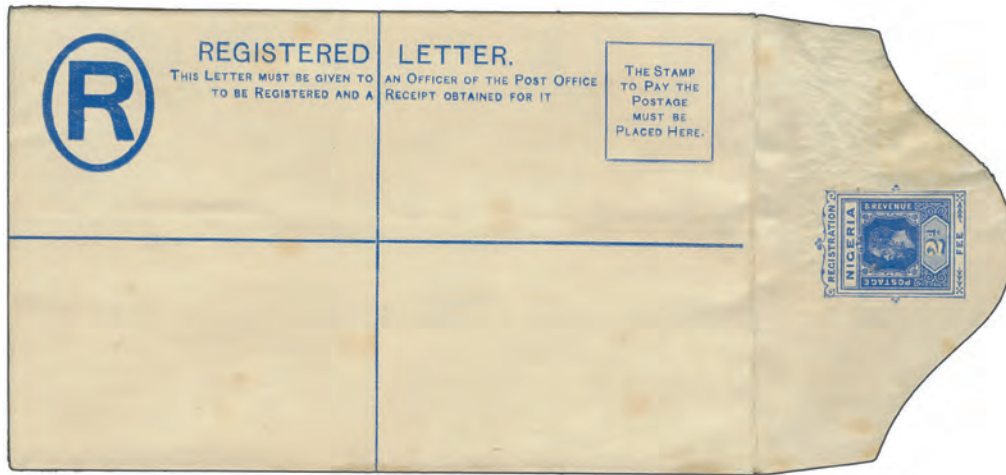 R
REGISTERED LETTER.
THIS LETTER MUST BE GIVEN TO AN OFFICER OF THE POST OFFICE
TO BE REGISTERED AND A RECEIPT OBTAINED FOR IT
THE STAMP
TO PAY THE
POSTAGE
MUST BE
PLACED HERE.
REGISTRATION
NIGERIA
POSTAGE & REVENUE
2d
FEE